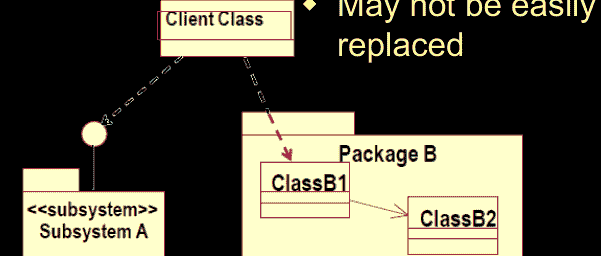 Client Class
May not be easily
replaced
Package B
ClassB1
ClassB2
<<subsystem>>
Subsystem A